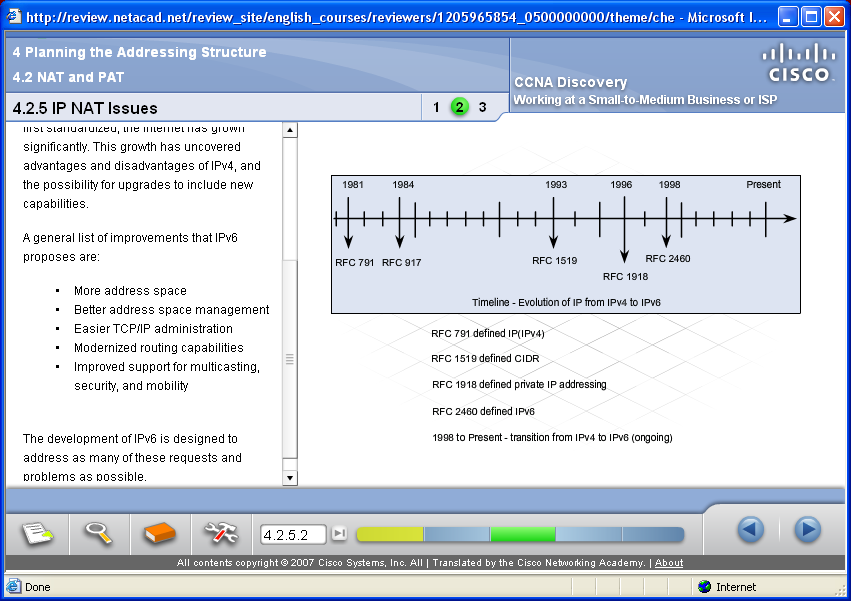 http://review.netacad.net/review_site/english_courses/reviewers/1205965854_0500000000/theme/che - Microsoft I...
4 Planning the Addressing Structure
4.2 NAT and PAT
CISCO
CCNA Discovery
Working at a Small-to-Medium Business or ISP
4.2.5 IP NAT Issues
1 2 3
first standardized, the Internet has grown
significantly. This growth has uncovered
advantages and disadvantages of IPv4, and
the possibility for upgrades to include new
capabilities.
A general list of improvements that IPv6
proposes are:
• More address space
• Better address space management
• Easier TCP/IP administration
• Modernized routing capabilities
• Improved support for multicasting,
security, and mobility
The development of IPv6 is designed to
address as many of these requests and
problems as possible.
1981 1984 1993 1996 1998 Present
RFC 791 RFC 917 RFC 1519 RFC 1918 RFC 2460
Timeline - Evolution of IP from IPv4 to IPv6
RFC 791 defined IP(IPv4)
RFC 1519 defined CIDR
RFC 1918 defined private IP addressing
RFC 2460 defined IPv6
1998 to Present - transition from IPv4 to IPv6 (ongoing)
4.2.5.2
All contents copyright © 2007 Cisco Systems, Inc. All | Translated by the Cisco Networking Academy. | About
Done
Internet